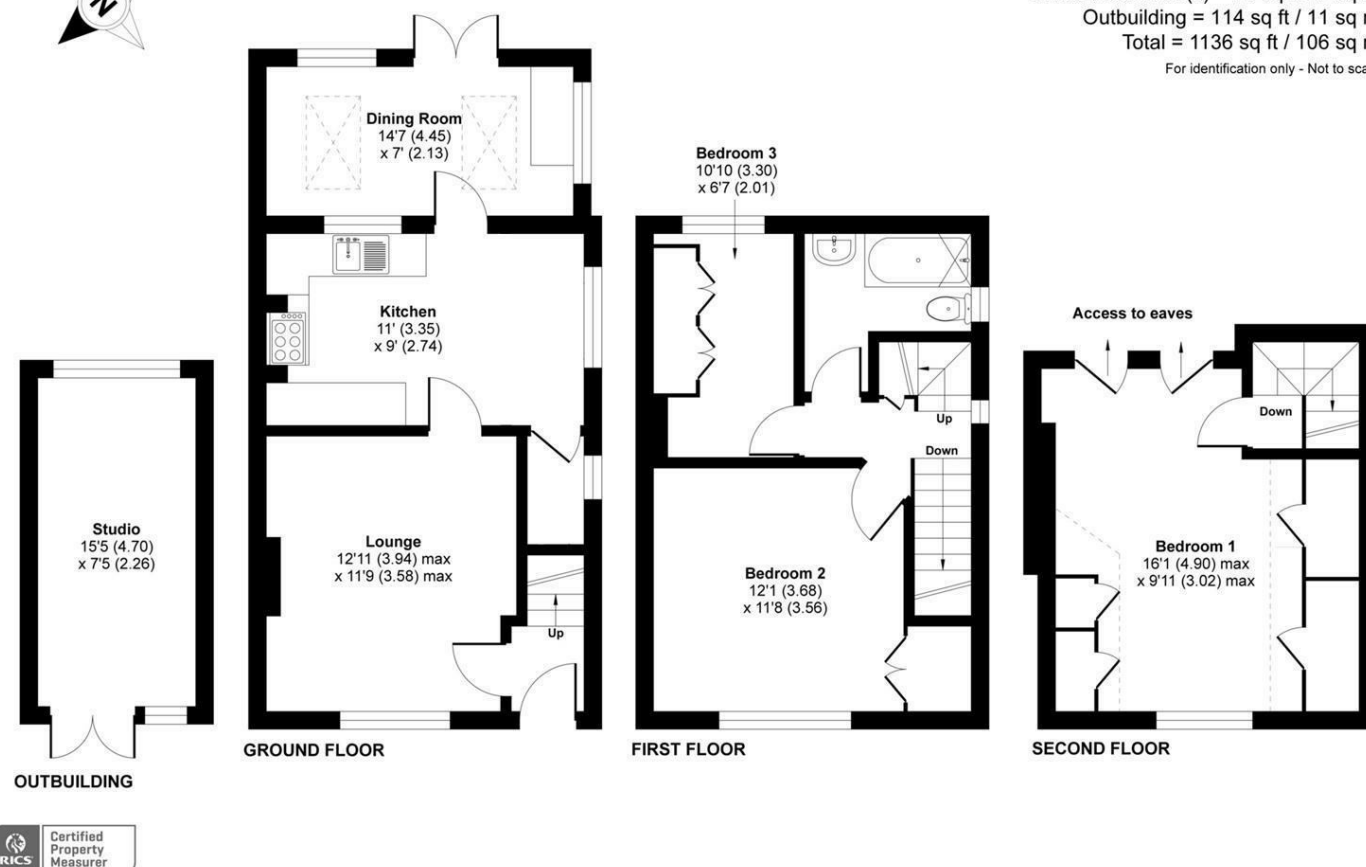 N
Outbuilding = 114 sq ft / 11 sq
Total = 1136 sq ft / 106 sq
For identification only - Not to
Dining Room
14'7 (4.45)
x 7' (2.13)
Kitchen
11' (3.35)
x 9' (2.74)
Lounge
12'11 (3.94) max
x 11'9 (3.58) max
Up
GROUND FLOOR
Studio
15'5 (4.70)
x 7'5 (2.26)
OUTBUILDING
Bedroom 3
10'10 (3.30)
x 6'7 (2.01)
Up
Down
Bedroom 2
12'1 (3.68)
x 11'8 (3.56)
FIRST FLOOR
Access to eaves
Down
Bedroom 1
16'1 (4.90) max
x 9'11 (3.02) max
SECOND FLOOR
RICS
Certified
Property
Measurer